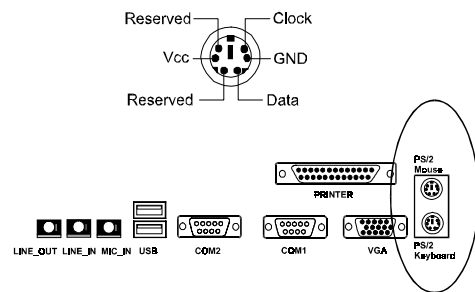 Reserved Clock
Vcc GND
Reserved Data
PS/2
Mouse
PRINTER
LINE_OUT LINE_IN MIC_IN USB COM2 COM1 VGA
PS/2
Keyboard